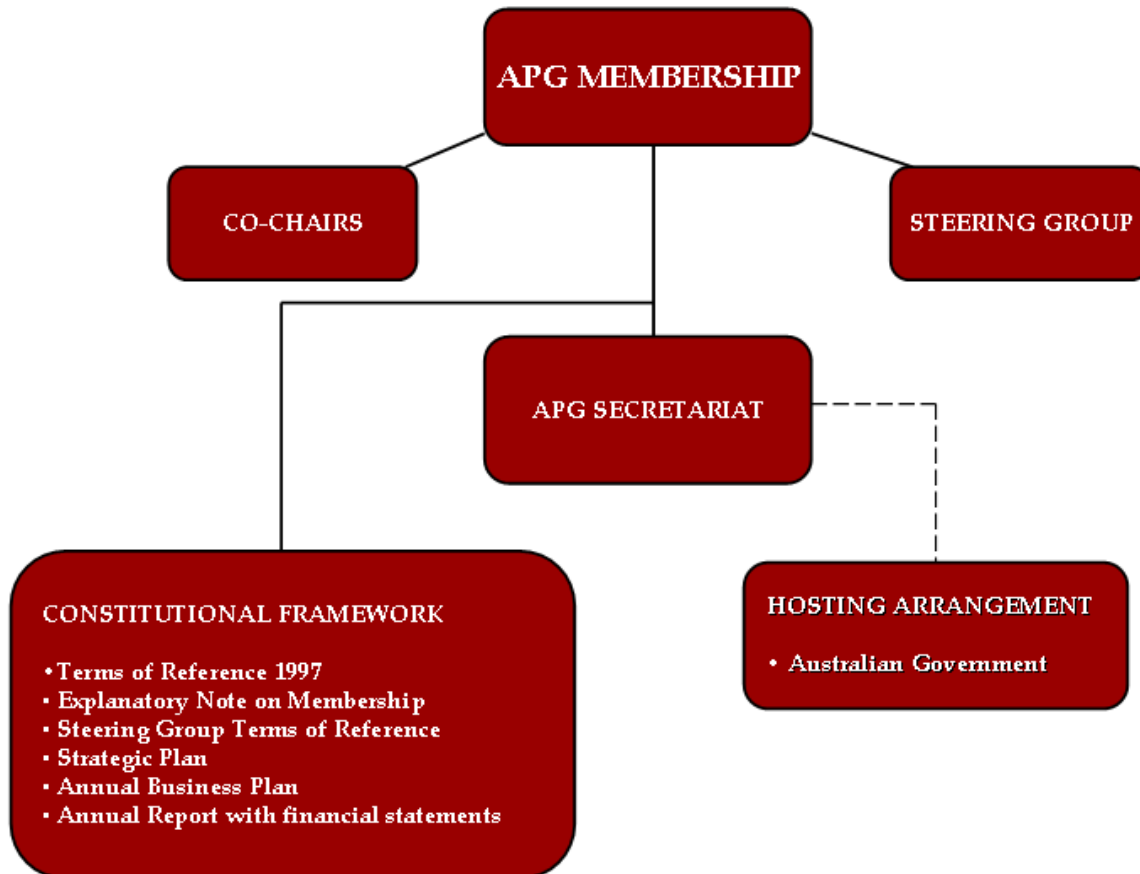 APG MEMBERSHIP
CO-CHAIRS
STEERING GROUP
APG SECRETARIAT
CONSTITUTIONAL FRAMEWORK
• Terms of Reference 1997
• Explanatory Note on Membership
• Steering Group Terms of Reference
• Strategic Plan
• Annual Business Plan
• Annual Report with financial statements
HOSTING ARRANGEMENT
• Australian Government